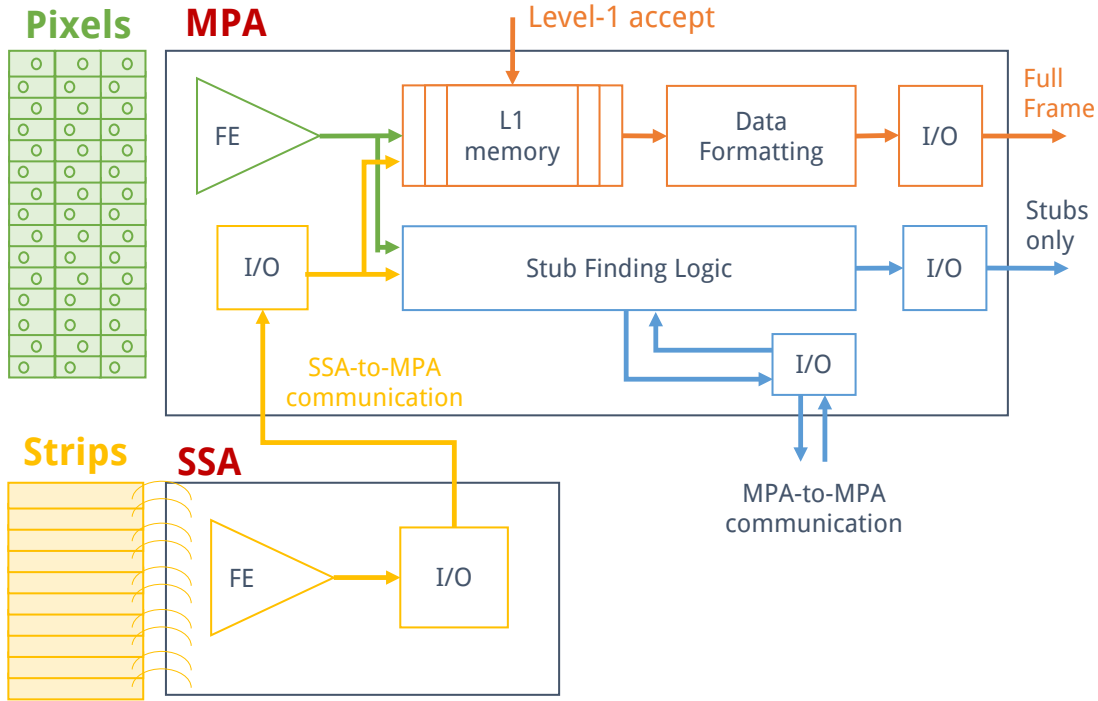 Pixels
MPA
Level-1 accept
FE
L1
memory
Data
Formatting
I/O
Full
Frame
I/O
Stub Finding Logic
I/O
Stubs
only
I/O
SSA-to-MPA
communication
MPA-to-MPA
communication
Strips
SSA
FE
I/O